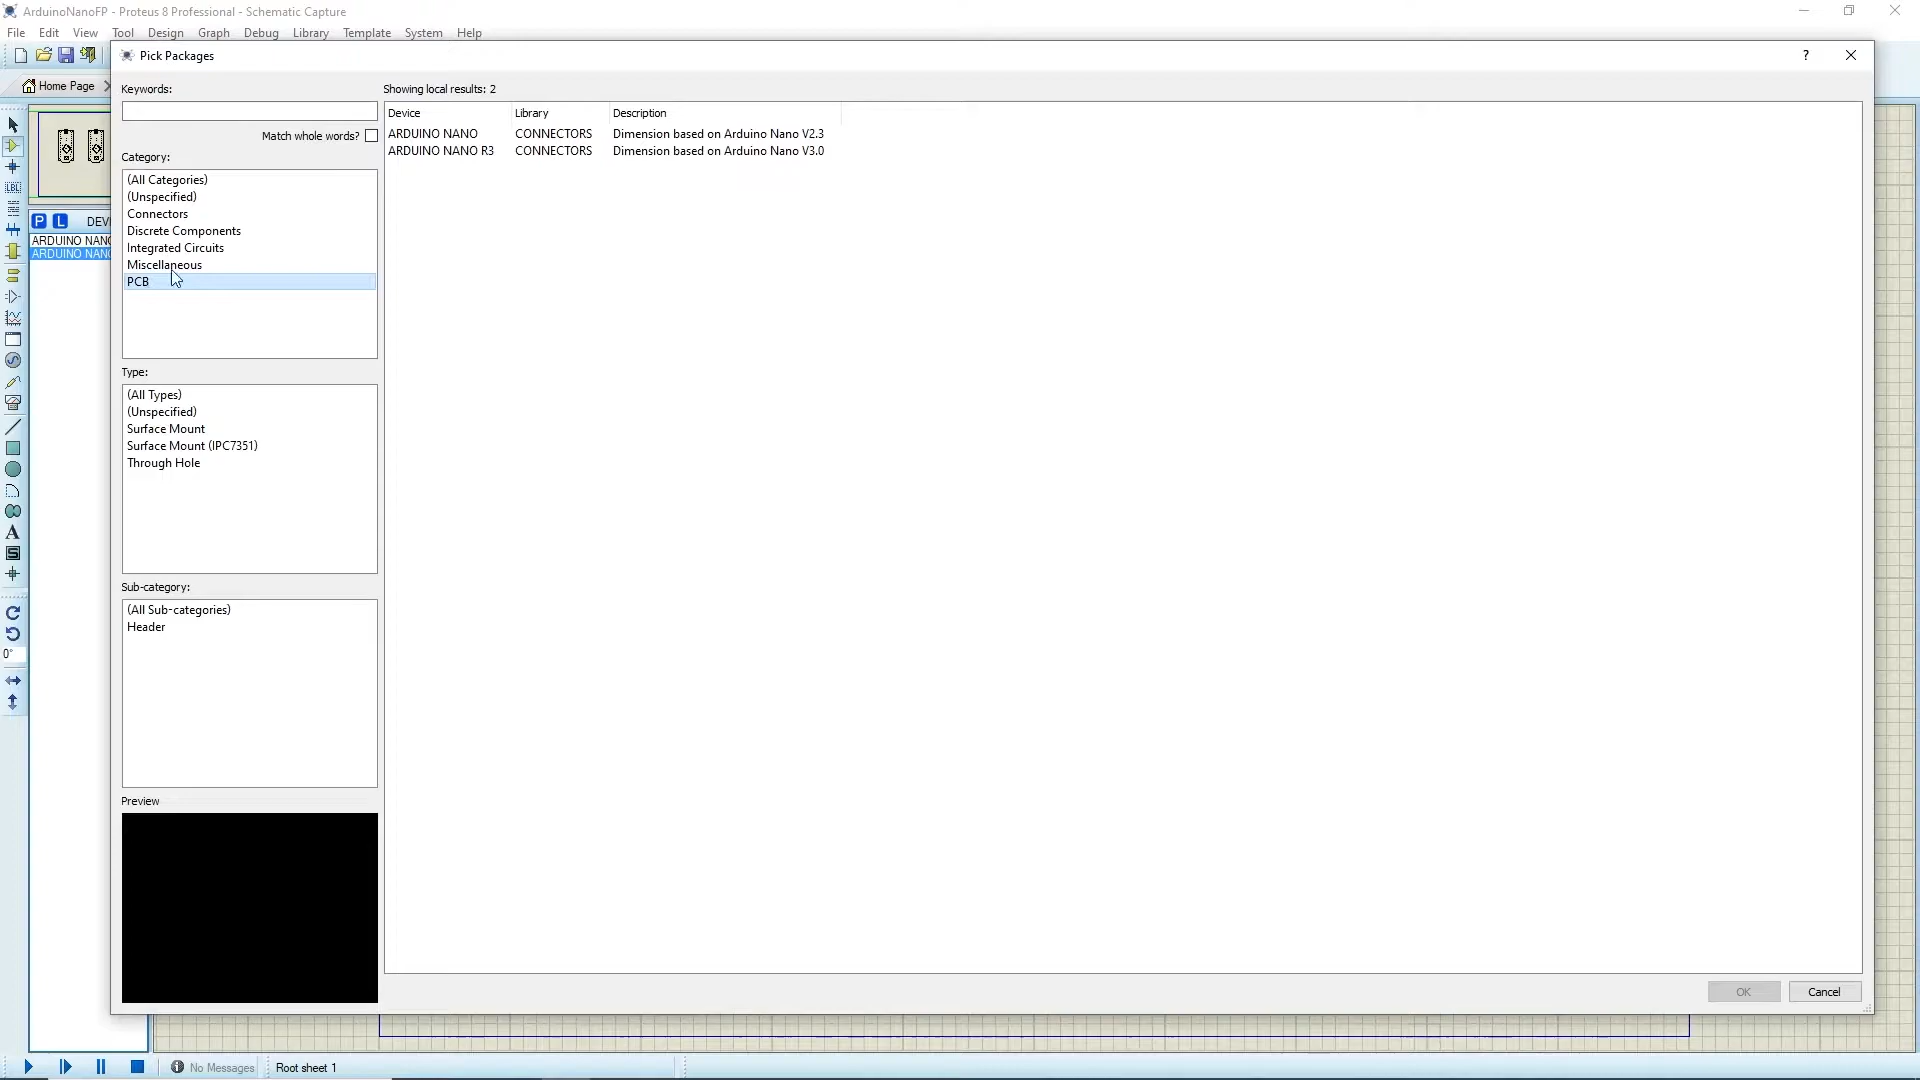 ArduinoNanoFP - Proteus 8 Professional - Schematic Capture
File Edit View Tool Design Graph Debug Library Template System Help
Pick Packages
?
Home Page
Keywords:
Showing local results: 2
Device Library Description
Match whole words?
ARDUINO NANO CONNECTORS Dimension based on Arduino Nano V2.3
ARDUINO NANO R3 CONNECTORS Dimension based on Arduino Nano V3.0
Category:
(All Categories)
(Unspecified)
Connectors
Discrete Components
Integrated Circuits
Miscellaneous
PCB
LBL
P L DEVI
ARDUINO NANO
ARDUINO NANO
Type:
(All Types)
(Unspecified)
Surface Mount
Surface Mount (IPC7351)
Through Hole
A
S
Sub-category:
(All Sub-categories)
Header
0°
Preview
OK Cancel
No Messages Root sheet 1